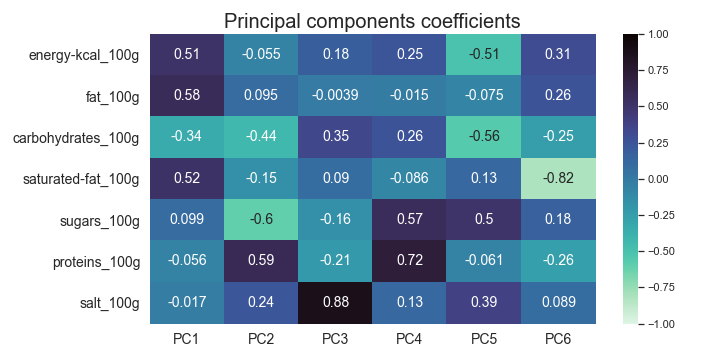 Principal components coefficients
energy-kcal_100g 0.51 -0.055 0.18 0.25 -0.51 0.31
fat_100g 0.58 0.095 -0.0039 -0.015 -0.075 0.26
carbohydrates_100g -0.34 -0.44 0.35 0.26 -0.56 -0.25
saturated-fat_100g 0.52 -0.15 0.09 -0.086 0.13 -0.82
sugars_100g 0.099 -0.6 -0.16 0.57 0.5 0.18
proteins_100g -0.056 0.59 -0.21 0.72 -0.061 -0.26
salt_100g -0.017 0.24 0.88 0.13 0.39 0.089
PC1 PC2 PC3 PC4 PC5 PC6
1.00
0.75
0.50
0.25
0.00
−0.25
−0.50
−0.75
−1.00